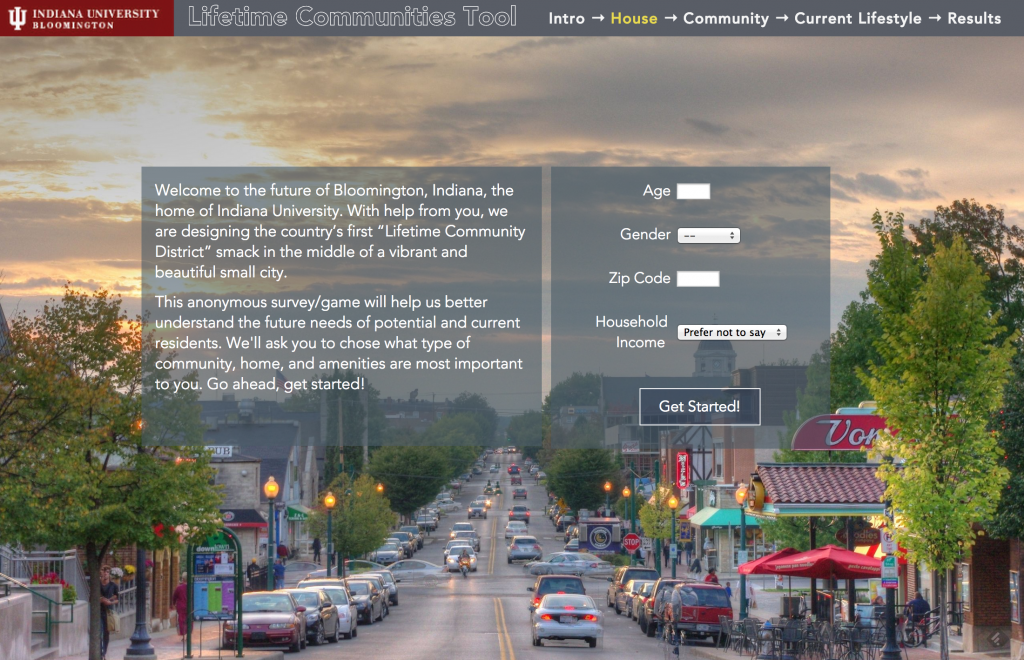 INDIANA UNIVERSITY
BLOOMINGTON
Lifetime Communities Tool
Intro → House → Community → Current Lifestyle → Results
Welcome to the future of Bloomington, Indiana, the
home of Indiana University. With help from you, we
are designing the country's first “Lifetime Community
District” smack in the middle of a vibrant and
beautiful small city.
This anonymous survey/game will help us better
understand the future needs of potential and current
residents. We'll ask you to chose what type of
community, home, and amenities are most important
to you. Go ahead, get started!
Age
Gender --
Zip Code
Household
Income
Prefer not to say
Get Started!
Von
STOP